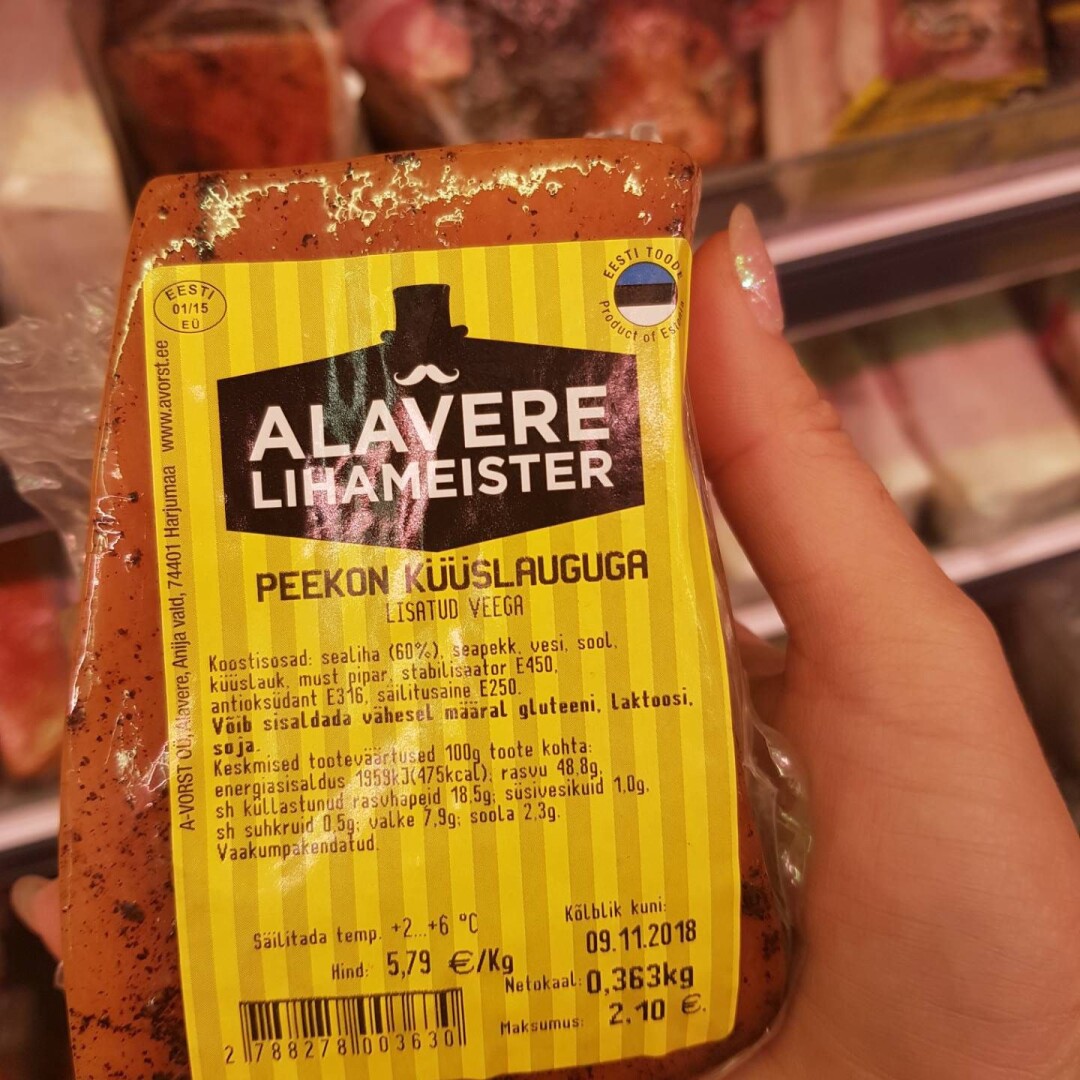 EESTI
01/15
EÜ
EESTI TOODE
Product of
ALAVERE
LIHAMEISTER
PEEKON KÜÜSLAUGUGA
LISATUD VEEGA
A-VORST OÜ, Alavere, Anija vald, 74401 Harjumaa www.avorst.ee
Koostisosad: sealiha (60%), seapekk, vesi, sool,
küüslauk, must pipar, stabilisaator E450,
antioksüdant E316, säilitusaine E250.
Võib sisaldada vähesel määral gluteeni, laktoosi,
soja.
Keskmised tooteväärtused 100g toote kohta:
energiasisaldus 1959kJ(475kcal), rasvu 48,8g,
sh küllastunud rasvhapeid 18.5g; süsivesikuid 1,0g,
sh suhkruid 0,5g; valke 7,9g; soola 2,3g.
Vaakumpakendatud.
Säilitada temp. +2...+6 °C
Kõlblik kuni:
09.11.2018
Hind: 5,79 €/Kg
Netokaal: 0,363kg
Maksumus: 2,10 €.
2 788278 003630